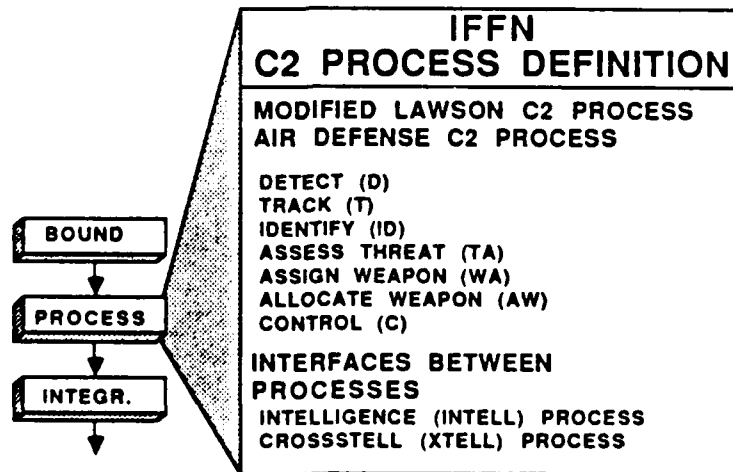 IFFN
C2 PROCESS DEFINITION
MODIFIED LAWSON C2 PROCESS
AIR DEFENSE C2 PROCESS
DETECT (D)
TRACK (T)
IDENTIFY (ID)
ASSESS THREAT (TA)
ASSIGN WEAPON (WA)
ALLOCATE WEAPON (AW)
CONTROL (C)
INTERFACES BETWEEN
PROCESSES
INTELLIGENCE (INTELL) PROCESS
CROSSSTELL (XTELL) PROCESS
BOUND
PROCESS
INTEGR.